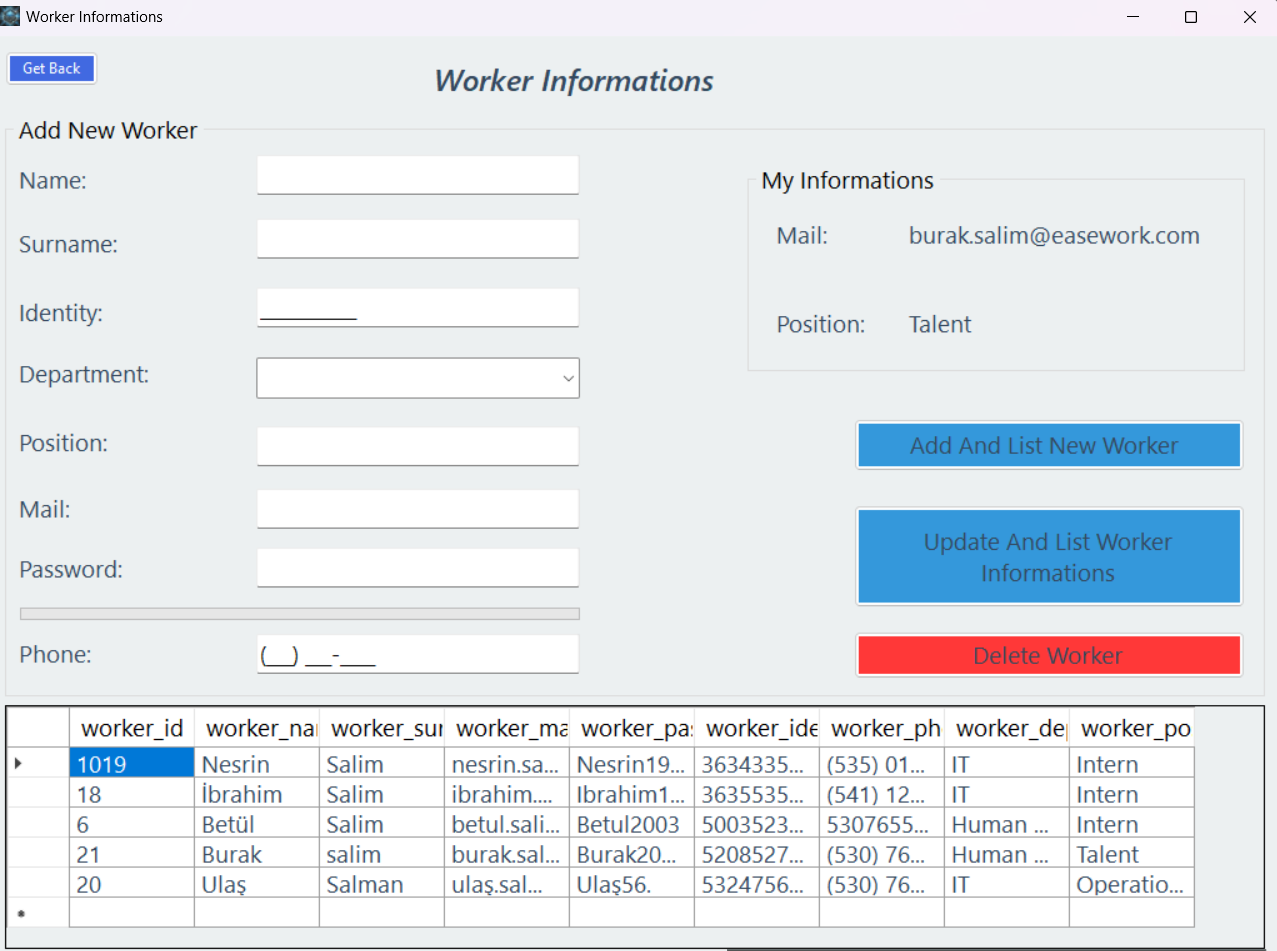 Worker Informations
Get Back
Worker Informations
Add New Worker
Name:
Surname:
Identity: ___________
Department:
Position:
Mail:
Password:
Phone: (___) ___-____
My Informations
Mail: burak.salim@easework.com
Position: Talent
Add And List New Worker
Update And List Worker
Informations
Delete Worker
worker_id worker_nar worker_sur worker_ma worker_pa: worker_ide worker_ph worker_de worker_po
1019 Nesrin Salim nesrin.sa... Nesrin19... 3634335... (535) 01... IT Intern
18 İbrahim Salim ibrahim.... Ibrahim1... 3635535... (541) 12... IT Intern
6 Betül Salim betul.sali... Betul2003 5003523... 5307655... Human ... Intern
21 Burak salim burak.sal... Burak20... 5208527... (530) 76... Human ... Talent
20 Ulaş Salman ulaş.sal... Ulaş56. 5324756... (530) 76... IT Operatio...